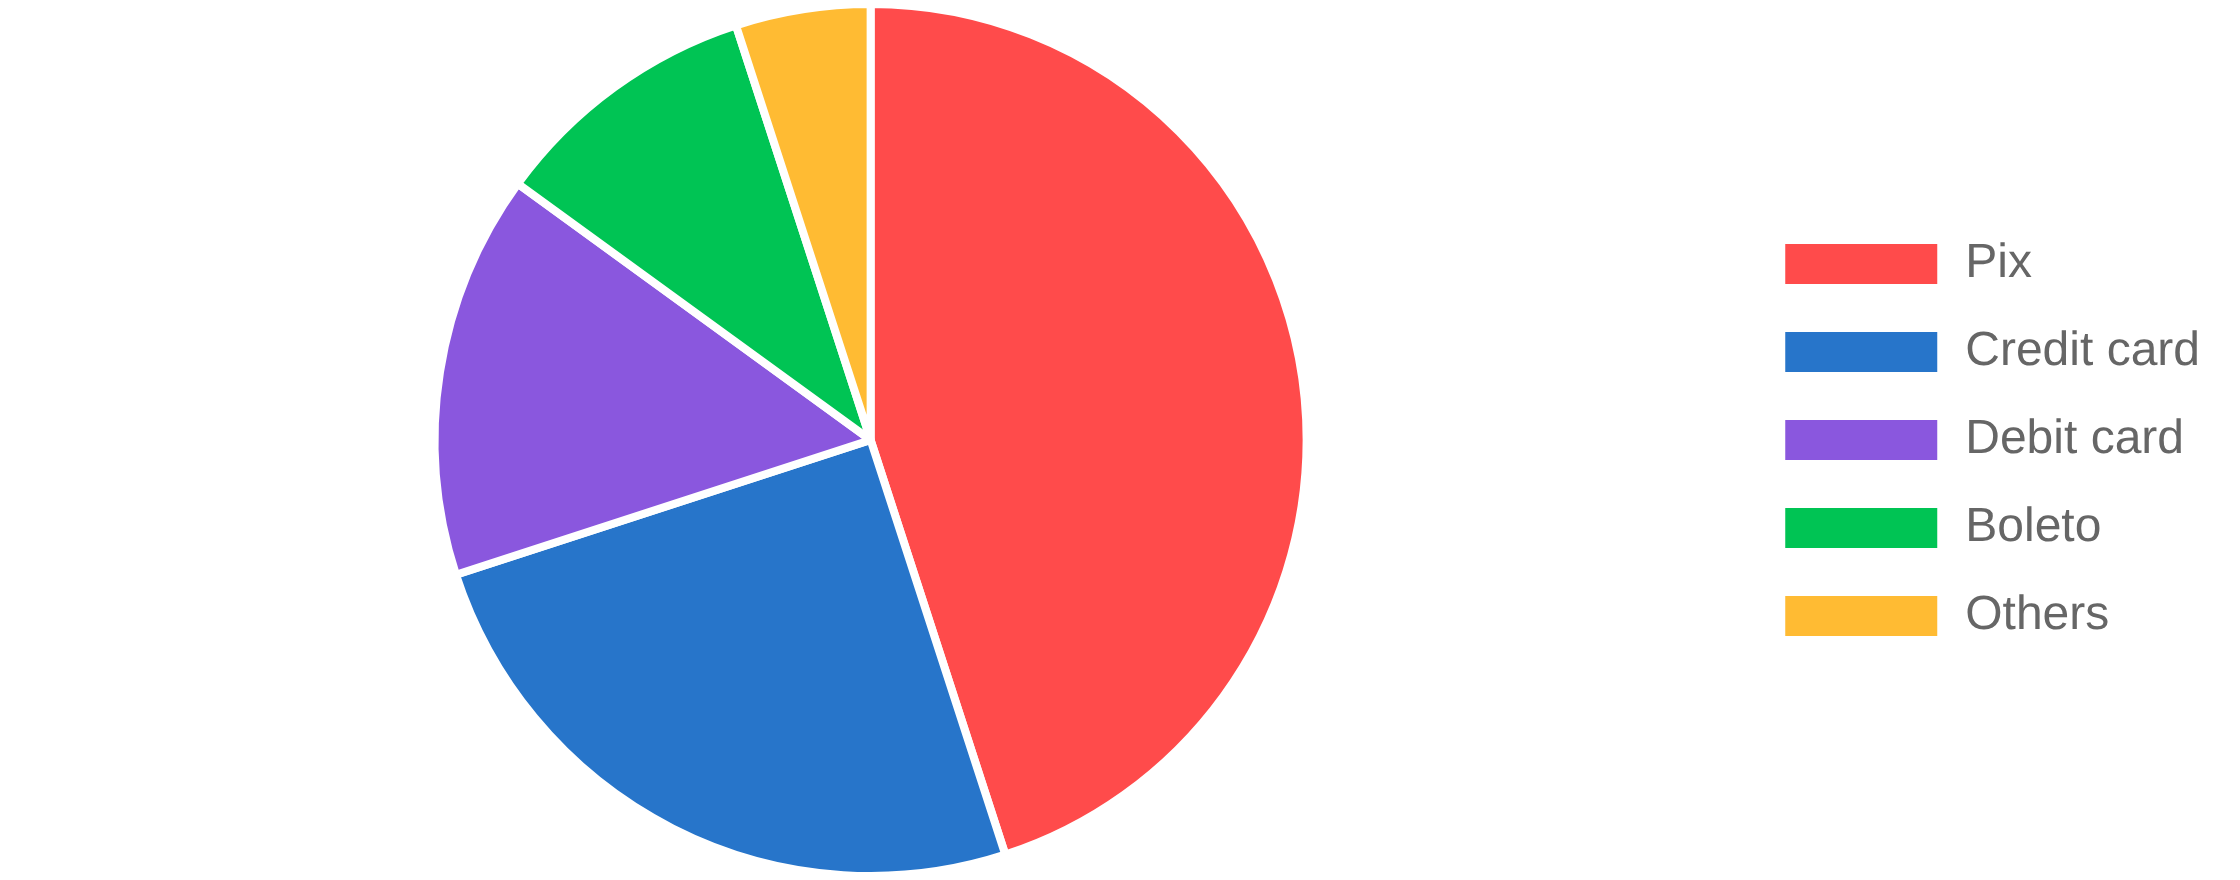 Pix
Credit card
Debit card
Boleto
Others